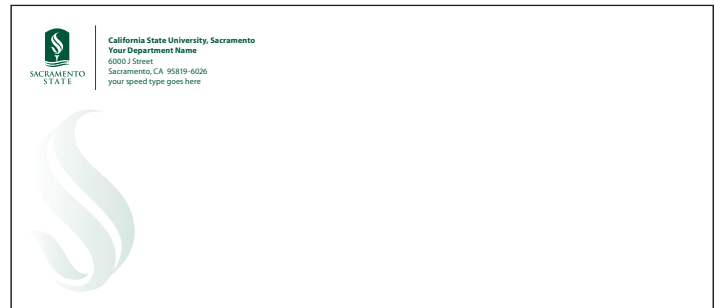 SACRAMENTO
STATE
California State University, Sacramento
Your Department Name
6000 J Street
Sacramento, CA  95819-6026
your speed type goes here